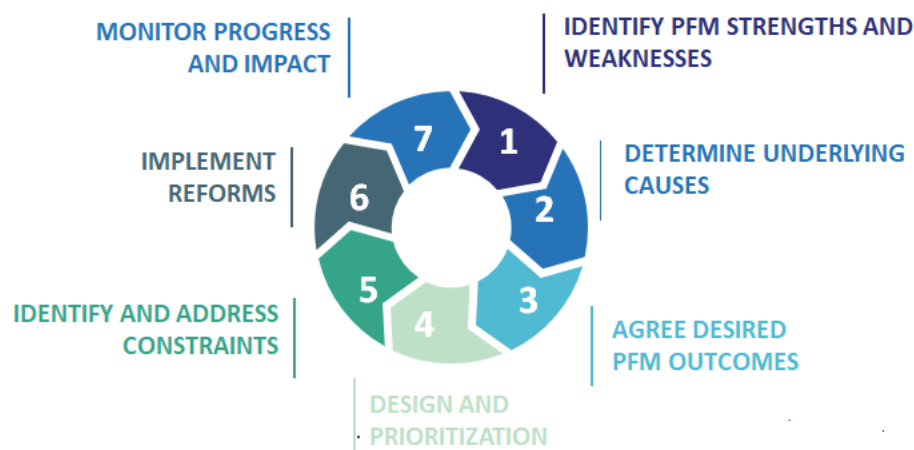 IDENTIFY PFM STRENGTHS AND
WEAKNESSES
1
DETERMINE UNDERLYING
CAUSES
2
AGREE DESIRED
PFM OUTCOMES
3
DESIGN AND
PRIORITIZATION
4
IDENTIFY AND ADDRESS
CONSTRAINTS
5
IMPLEMENT
REFORMS
6
MONITOR PROGRESS
AND IMPACT
7